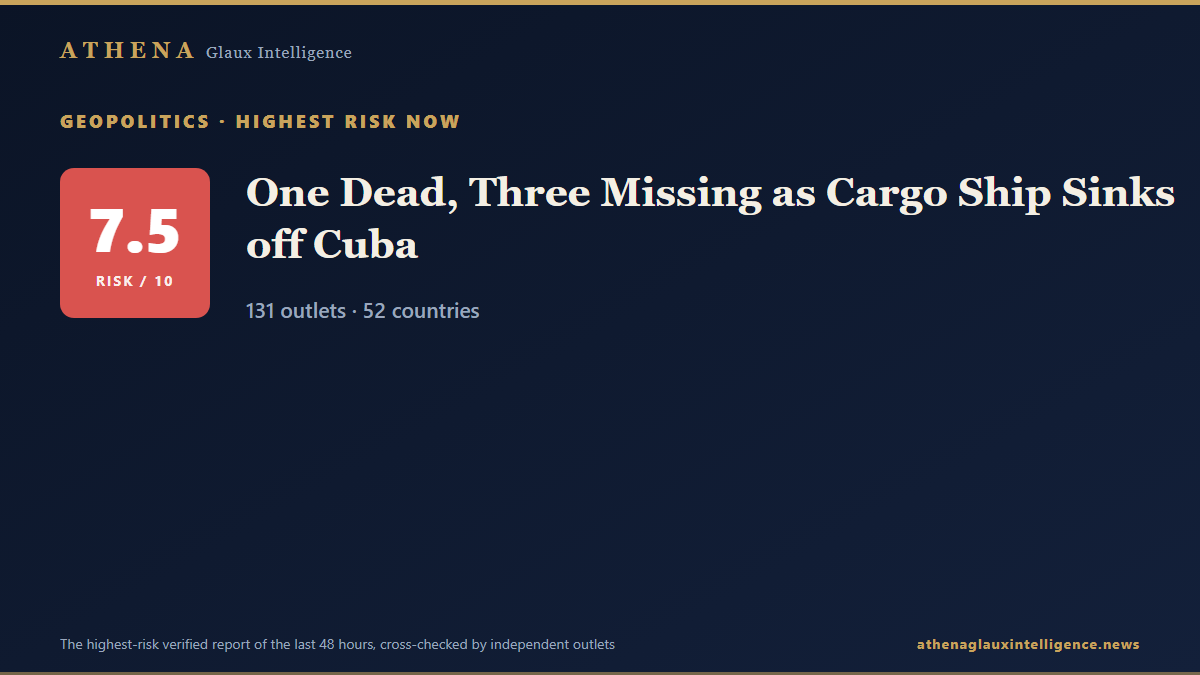 ATHENA Glaux Intelligence
GEOPOLITICS · HIGHEST RISK NOW
7.5
RISK / 10
One Dead, Three Missing as Cargo Ship Sinks
off Cuba
131 outlets · 52 countries
The highest-risk verified report of the last 48 hours, cross-checked by independent outlets
athenaglauxintelligence.news